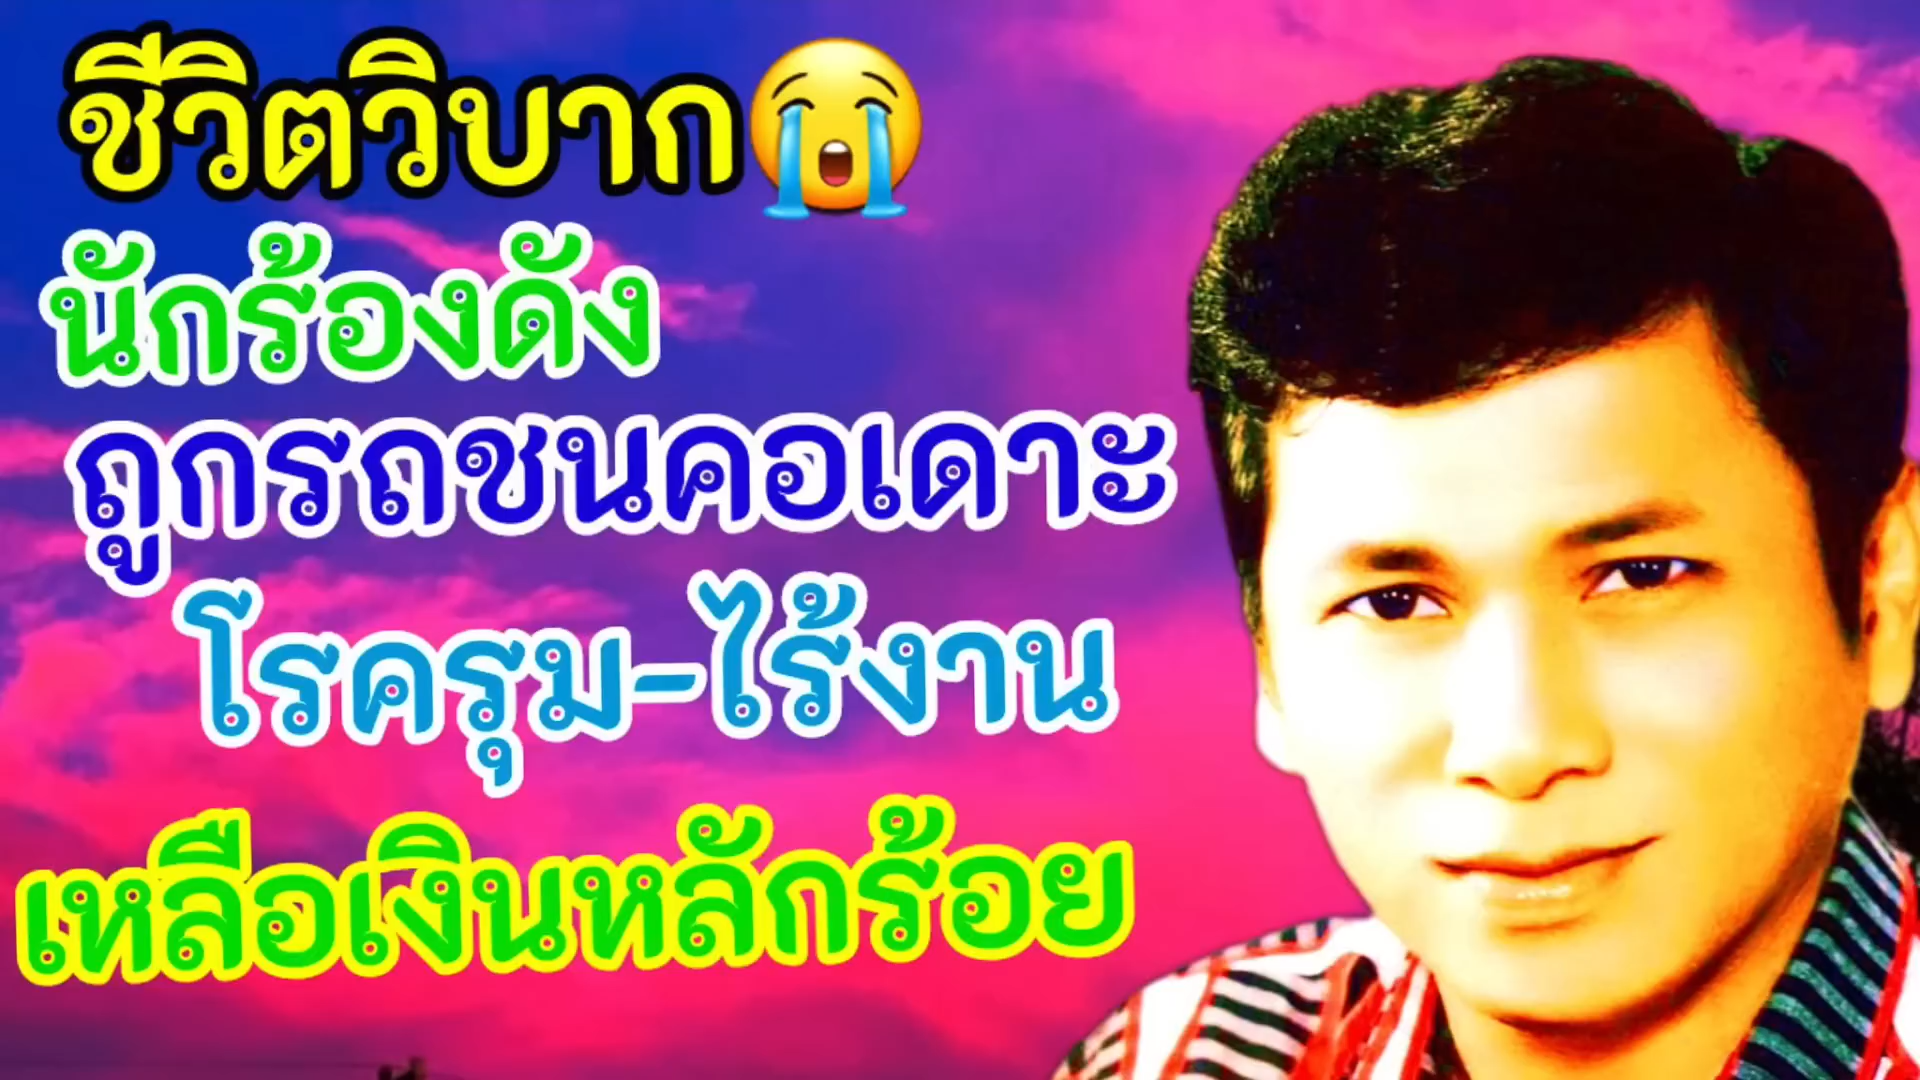 ชีวิตวิบาก😭
นักร้องดัง
ถูกรถชนคอเดาะ
โรครุม-ไร้งาน
เหลือเงินหลักร้อย